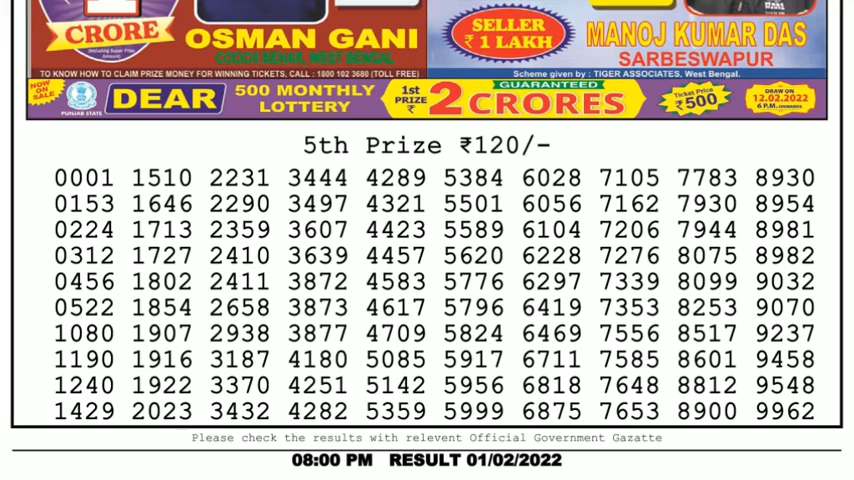 1
CRORE
(Including Super Prize Amount)
OSMAN GANI
COOCH BEHAR, WEST BENGAL
SELLER
₹ 1 LAKH
MANOJ KUMAR DAS
SARBESWAPUR
TO KNOW HOW TO CLAIM PRIZE MONEY FOR WINNING TICKETS, CALL : 1800 102 3680 (TOLL FREE)
Scheme given by : TIGER ASSOCIATES, West Bengal.
NOW ON SALE
PUNJAB STATE
DEAR
500 MONTHLY
LOTTERY
1st
PRIZE
₹
2
GUARANTEED
CRORES
Ticket Price
₹500
DRAW ON
12.02.2022
6 P.M. ONWARDS
5th Prize ₹120/-
0001 1510 2231 3444 4289 5384 6028 7105 7783 8930
0153 1646 2290 3497 4321 5501 6056 7162 7930 8954
0224 1713 2359 3607 4423 5589 6104 7206 7944 8981
0312 1727 2410 3639 4457 5620 6228 7276 8075 8982
0456 1802 2411 3872 4583 5776 6297 7339 8099 9032
0522 1854 2658 3873 4617 5796 6419 7353 8253 9070
1080 1907 2938 3877 4709 5824 6469 7556 8517 9237
1190 1916 3187 4180 5085 5917 6711 7585 8601 9458
1240 1922 3370 4251 5142 5956 6818 7648 8812 9548
1429 2023 3432 4282 5359 5999 6875 7653 8900 9962
Please check the results with relevent Official Government Gazatte
08:00 PM RESULT 01/02/2022